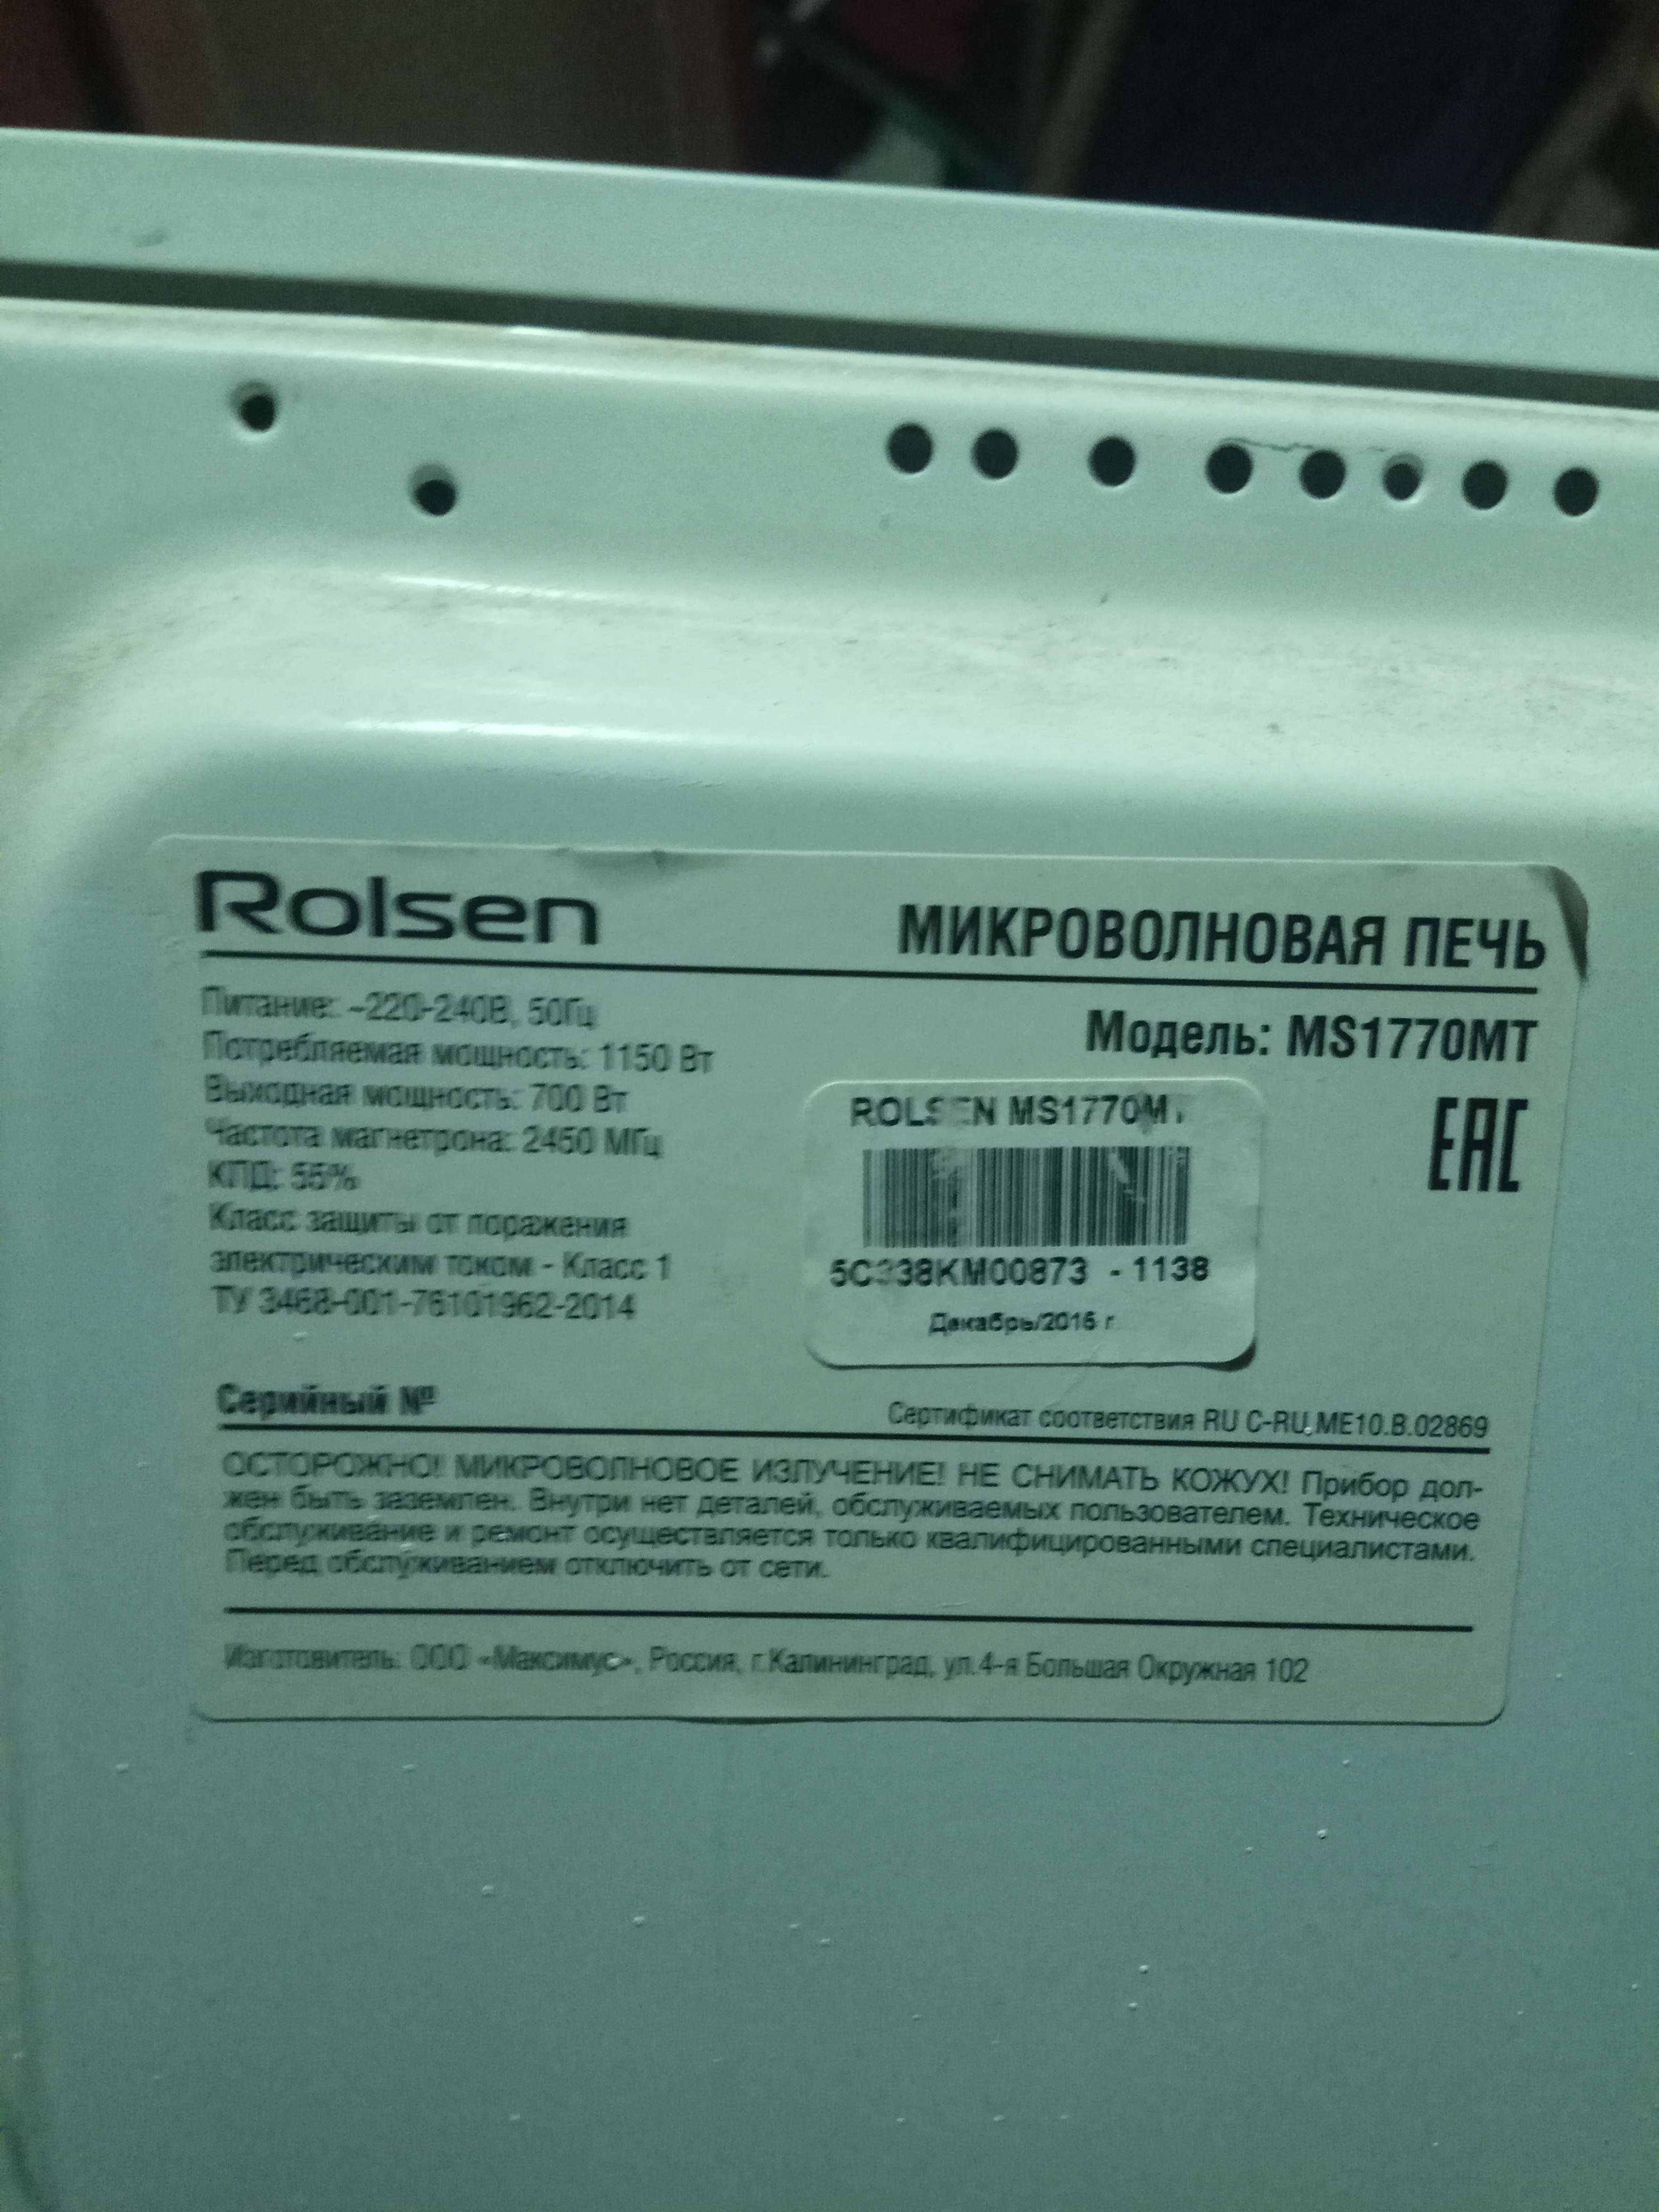 Rolsen
МИКРОВОЛНОВАЯ ПЕЧЬ
Питание: ~220-240В, 50Гц
Потребляемая мощность: 1150 Вт
Выходная мощность: 700 Вт
Частота магнетрона: 2450 МГц
КПД: 55%
Класс защиты от поражения
электрическим током - Класс 1
ТУ 3468-001-76101962-2014
Серийный №
Модель: MS1770MT
EAC
ROLSEN
- 1138
Декабрь/2015 г
Сертификат соответствия RU C-RU.ME10.B.02869
ОСТОРОЖНО! МИКРОВОЛНОВОЕ ИЗЛУЧЕНИЕ! НЕ СНИМАТЬ КОЖУХ! Прибор дол-
жен быть заземлен. Внутри нет деталей, обслуживаемых пользователем. Техническое
обслуживание и ремонт осуществляется только квалифицированными специалистами.
Перед обслуживанием отключить от сети.
Изготовитель: ООО «Максимус», Россия, г.Калининград, ул.4-я Большая Окружная 102